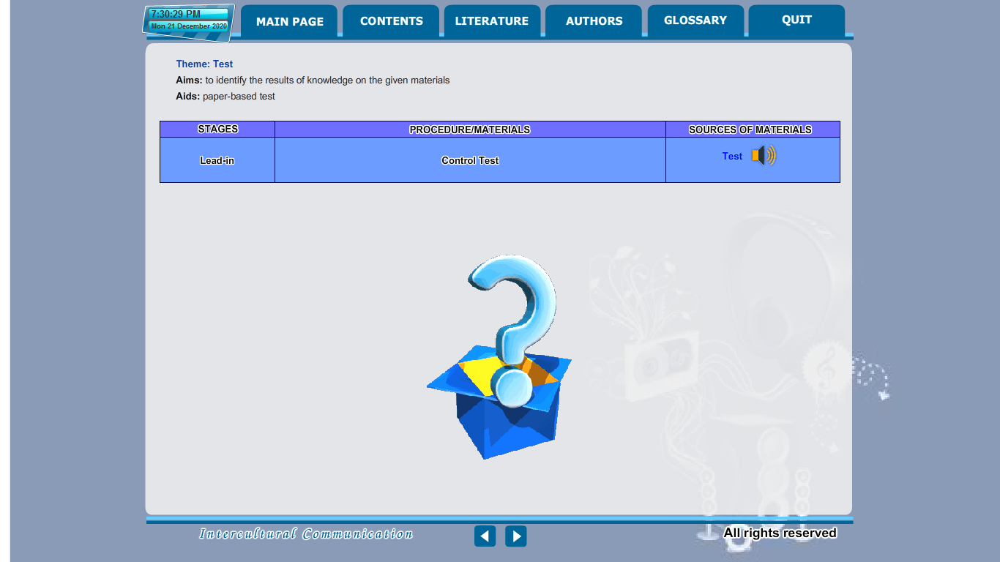 7:30:29 PM
Mon 21 December 2020
MAIN PAGE
CONTENTS
LITERATURE
AUTHORS
GLOSSARY
QUIT
Theme: Test
Aims: to identify the results of knowledge on the given materials
Aids: paper-based test
STAGES
PROCEDURE/MATERIALS
SOURCES OF MATERIALS
Lead-in
Control Test
Test
Intercultural Communication
All rights reserved